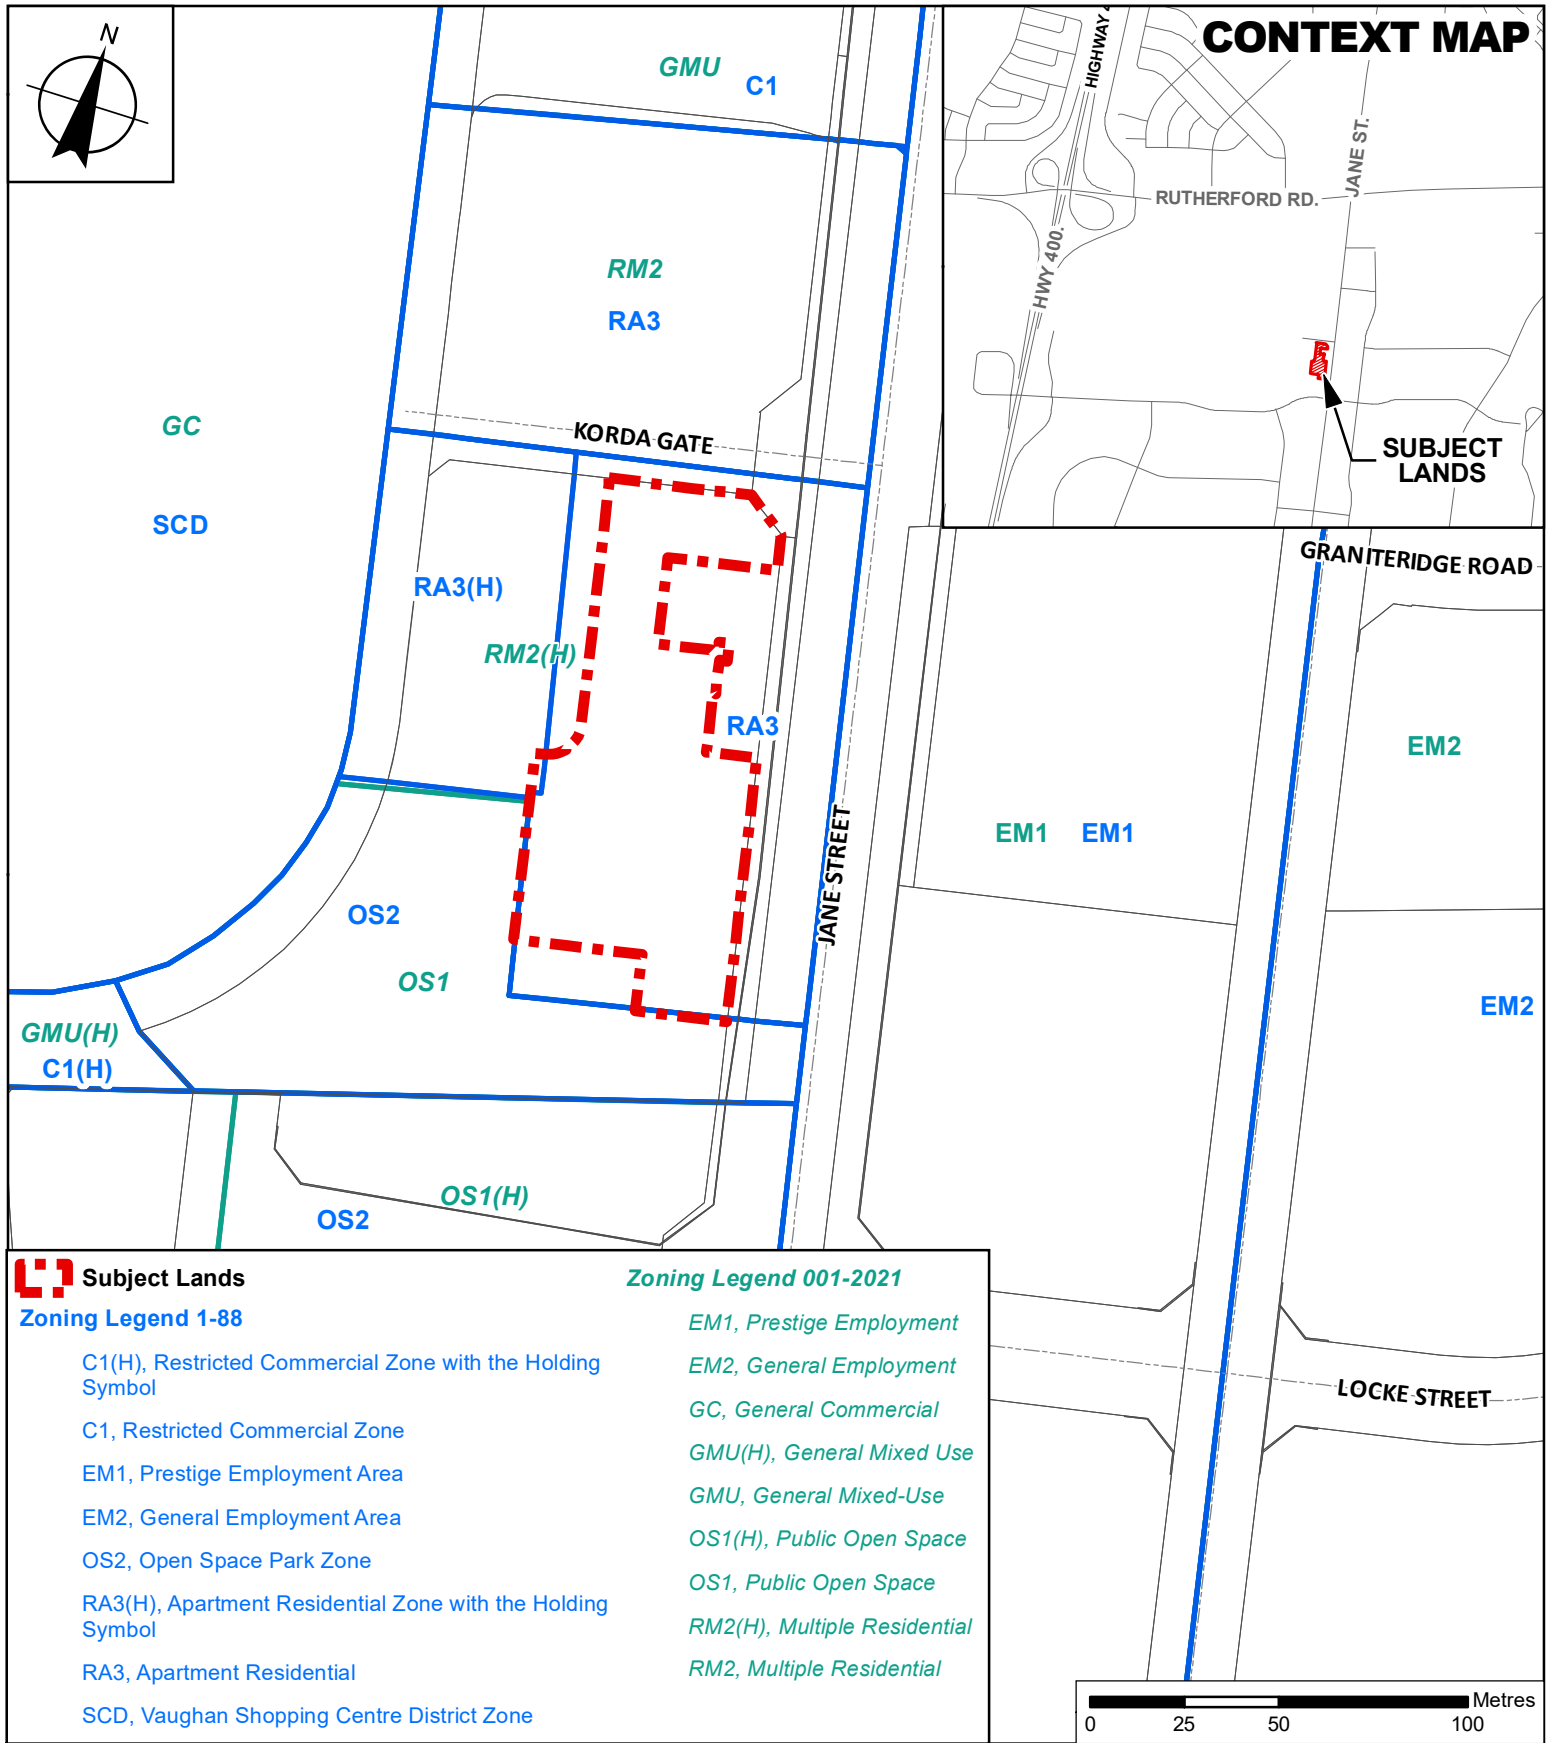 N
CONTEXT MAP
HIGHWAY 4
JANE ST.
RUTHERFORD RD.
HWY 400.
SUBJECT
LANDS
GMU
C1
RM2
RA3
GC
KORDA GATE
SCD
GRANITERIDGE ROAD
RA3(H)
RM2(H)
RA3
EM2
JANE STREET
EM1
EM1
OS2
OS1
EM2
GMU(H)
C1(H)
OS1(H)
OS2
LOCKE STREET
Subject Lands
Zoning Legend 1-88
C1(H), Restricted Commercial Zone with the Holding
Symbol
C1, Restricted Commercial Zone
EM1, Prestige Employment Area
EM2, General Employment Area
OS2, Open Space Park Zone
RA3(H), Apartment Residential Zone with the Holding
Symbol
RA3, Apartment Residential
SCD, Vaughan Shopping Centre District Zone
Zoning Legend 001-2021
EM1, Prestige Employment
EM2, General Employment
GC, General Commercial
GMU(H), General Mixed Use
GMU, General Mixed-Use
OS1(H), Public Open Space
OS1, Public Open Space
RM2(H), Multiple Residential
RM2, Multiple Residential
Metres
0 25 50 100